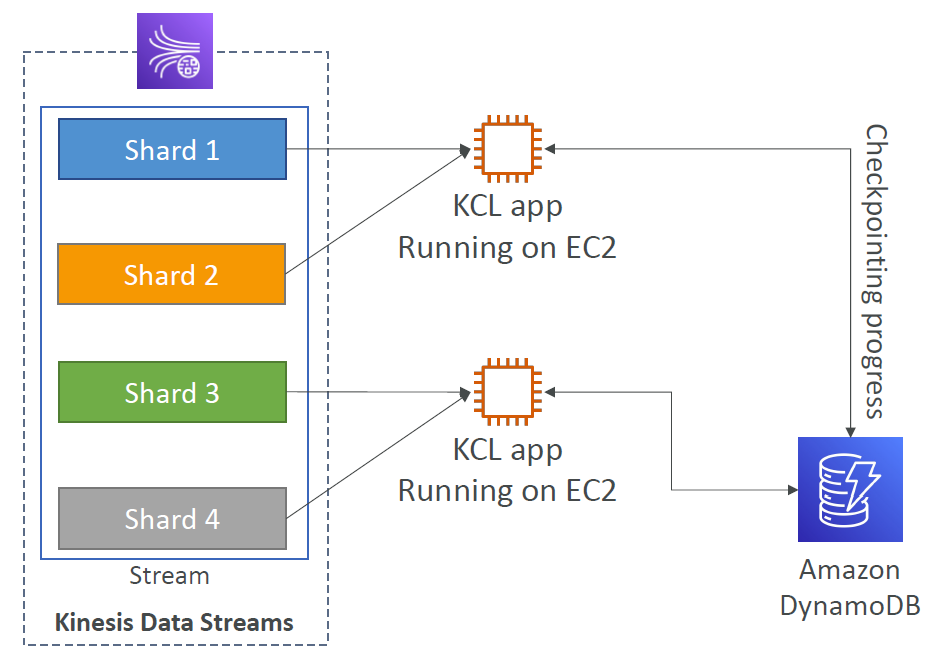 Shard 1
Shard 2
Shard 3
Shard 4
Stream
Kinesis Data Streams
KCL app
Running on EC2
KCL app
Running on EC2
Checkpointing progress
Amazon
DynamoDB